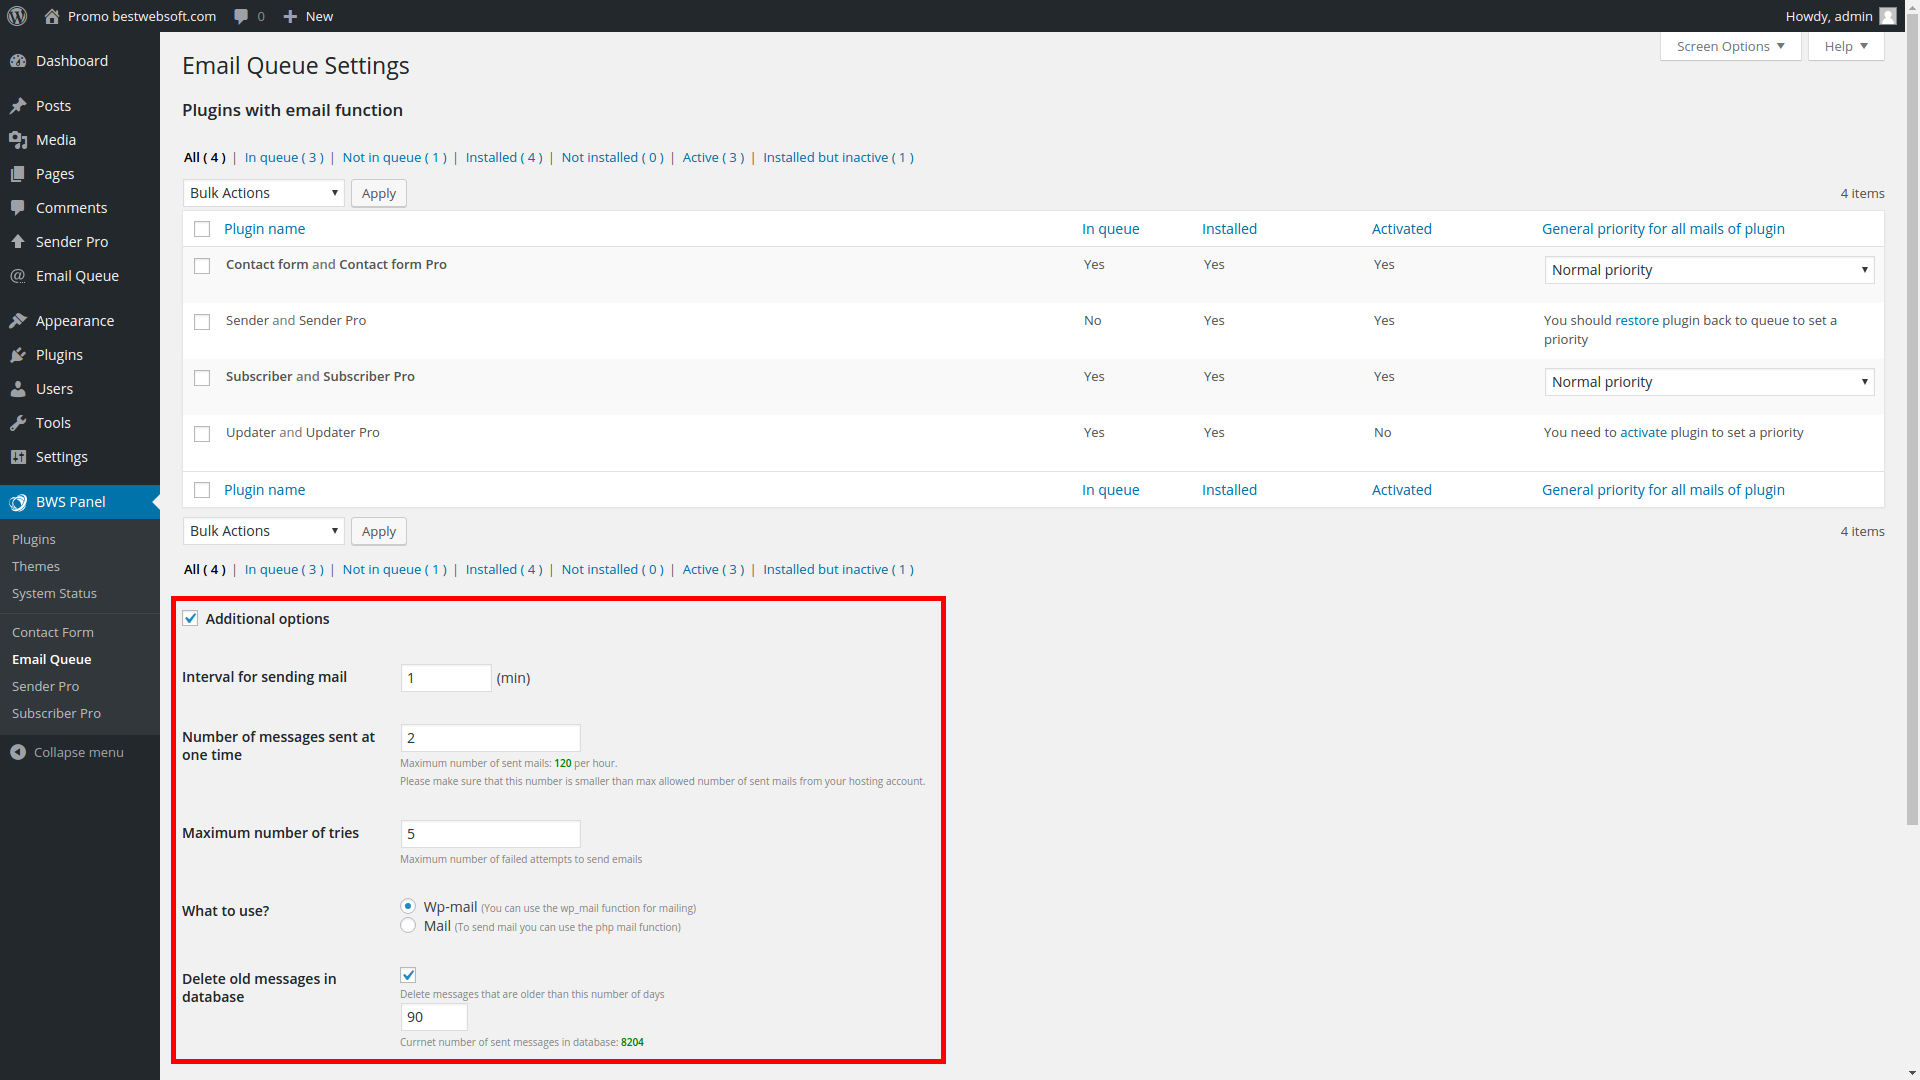 Promo bestwebsoft.com 0 New Howdy, admin
Screen Options Help
Dashboard
Posts
Media
Pages
Comments
Sender Pro
Email Queue
Appearance
Plugins
Users
Tools
Settings
BWS Panel
Plugins
Themes
System Status
Contact Form
Email Queue
Sender Pro
Subscriber Pro
Collapse menu
Email Queue Settings
Plugins with email function
All ( 4 ) | In queue ( 3 ) | Not in queue ( 1 ) | Installed ( 4 ) | Not installed ( 0 ) | Active ( 3 ) | Installed but inactive ( 1 )
Bulk Actions Apply 4 items
Plugin name In queue Installed Activated General priority for all mails of plugin
Contact form and Contact form Pro Yes Yes Yes Normal priority
Sender and Sender Pro No Yes Yes You should restore plugin back to queue to set a
priority
Subscriber and Subscriber Pro Yes Yes Yes Normal priority
Updater and Updater Pro Yes Yes No You need to activate plugin to set a priority
Plugin name In queue Installed Activated General priority for all mails of plugin
Bulk Actions Apply 4 items
All ( 4 ) | In queue ( 3 ) | Not in queue ( 1 ) | Installed ( 4 ) | Not installed ( 0 ) | Active ( 3 ) | Installed but inactive ( 1 )
Additional options
Interval for sending mail 1 (min)
Number of messages sent at
one time
2
Maximum number of sent mails: 120 per hour.
Please make sure that this number is smaller than max allowed number of sent mails from your hosting account.
Maximum number of tries 5
Maximum number of failed attempts to send emails
What to use? Wp-mail (You can use the wp_mail function for mailing)
Mail (To send mail you can use the php mail function)
Delete old messages in
database
Delete messages that are older than this number of days
90
Currnet number of sent messages in database: 8204